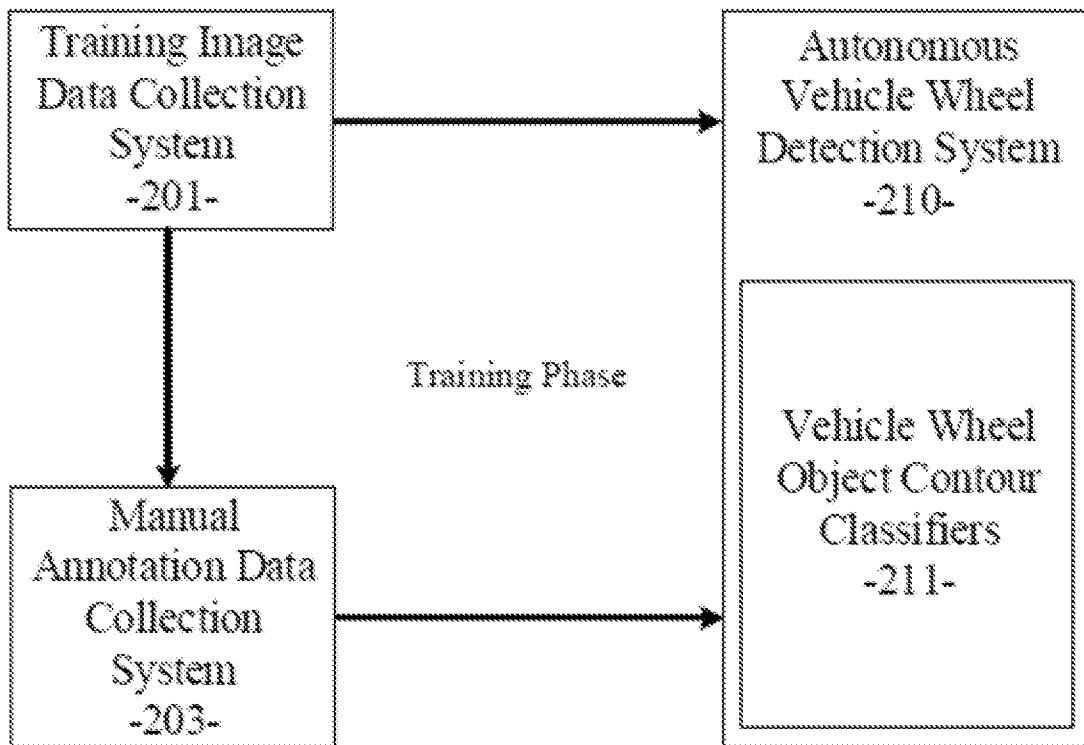 Training Image
Data Collection
System
-201-
Autonomous
Vehicle Wheel
Detection System
-210-
Training Phase
Vehicle Wheel
Object Contour
Classifiers
-211-
Manual
Annotation Data
Collection
System
-203-